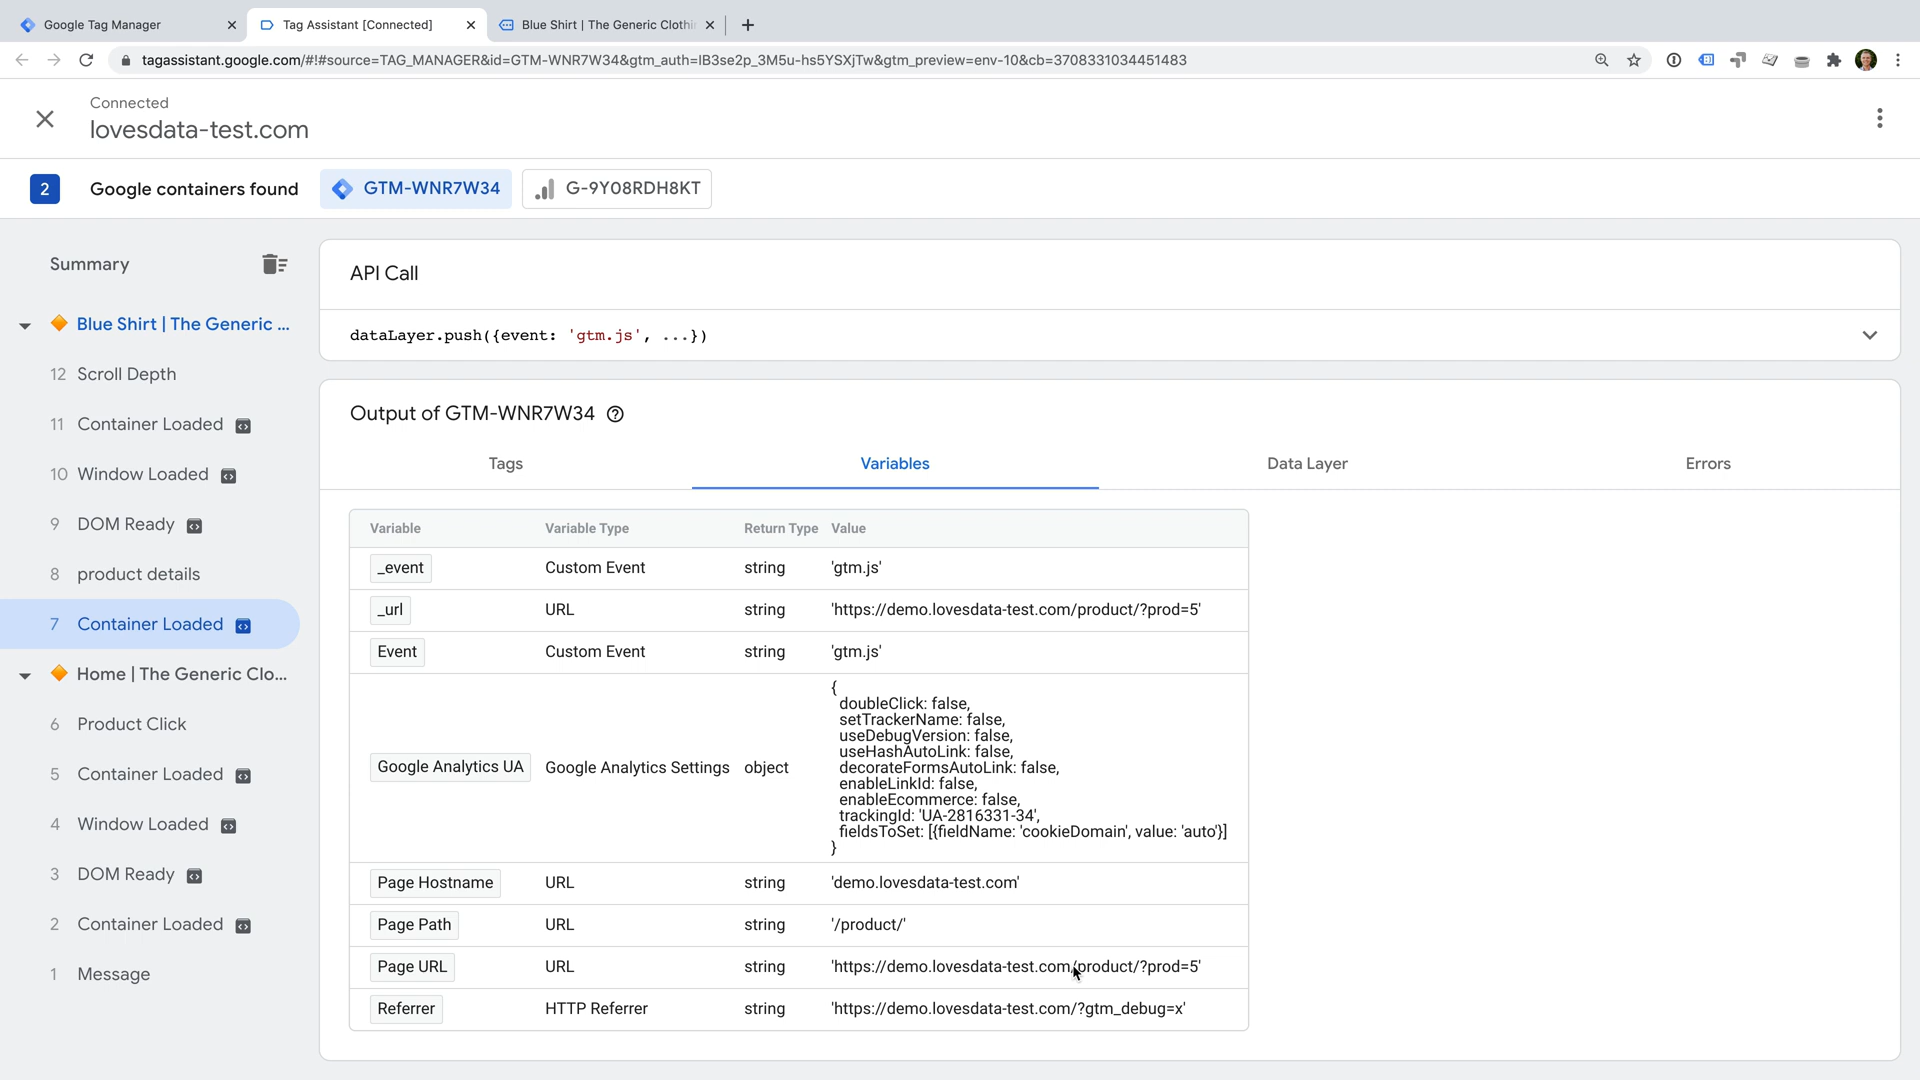 Google Tag Manager
Tag Assistant [Connected]
Blue Shirt | The Generic Clothi
tagassistant.google.com/#!#source=TAG_MANAGER&id=GTM-WNR7W34&gtm_auth=IB3se2p_3M5u-hs5YSXjTw&gtm_preview=env-10&cb=3708331034451483
Connected
lovesdata-test.com
2 Google containers found GTM-WNR7W34 G-9Y08RDH8KT
Summary
Blue Shirt | The Generic ...
12 Scroll Depth
11 Container Loaded
10 Window Loaded
9 DOM Ready
8 product details
7 Container Loaded
Home | The Generic Clo...
6 Product Click
5 Container Loaded
4 Window Loaded
3 DOM Ready
2 Container Loaded
1 Message
API Call
dataLayer.push({event: 'gtm.js', ...})
Output of GTM-WNR7W34
Tags Variables Data Layer Errors
Variable Variable Type Return Type Value
_event Custom Event string 'gtm.js'
_url URL string 'https://demo.lovesdata-test.com/product/?prod=5'
Event Custom Event string 'gtm.js'
Google Analytics UA Google Analytics Settings object
{
doubleClick: false,
setTrackerName: false,
useDebugVersion: false,
useHashAutoLink: false,
decorateFormsAutoLink: false,
enableLinkId: false,
enableEcommerce: false,
trackingId: 'UA-2816331-34',
fieldsToSet: [{fieldName: 'cookieDomain', value: 'auto'}]
}
Page Hostname URL string 'demo.lovesdata-test.com'
Page Path URL string '/product/'
Page URL URL string 'https://demo.lovesdata-test.com/product/?prod=5'
Referrer HTTP Referrer string 'https://demo.lovesdata-test.com/?gtm_debug=x'